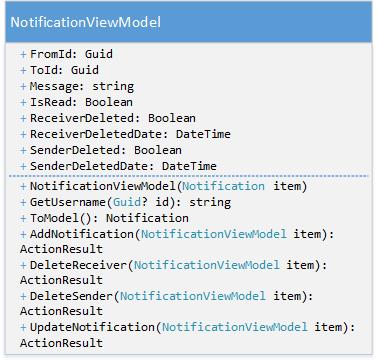 NotificationViewModel
+ FromId: Guid
+ ToId: Guid
+ Message: string
+ IsRead: Boolean
+ ReceiverDeleted: Boolean
+ ReceiverDeletedDate: DateTime
+ SenderDeleted: Boolean
+ SenderDeletedDate: DateTime
+ NotificationViewModel(Notification item)
+ GetUsername(Guid? id): string
+ ToModel(): Notification
+ AddNotification(NotificationViewModel item):
ActionResult
+ DeleteReceiver(NotificationViewModel item):
ActionResult
+ DeleteSender(NotificationViewModel item):
ActionResult
+ UpdateNotification(NotificationViewModel item):
ActionResult